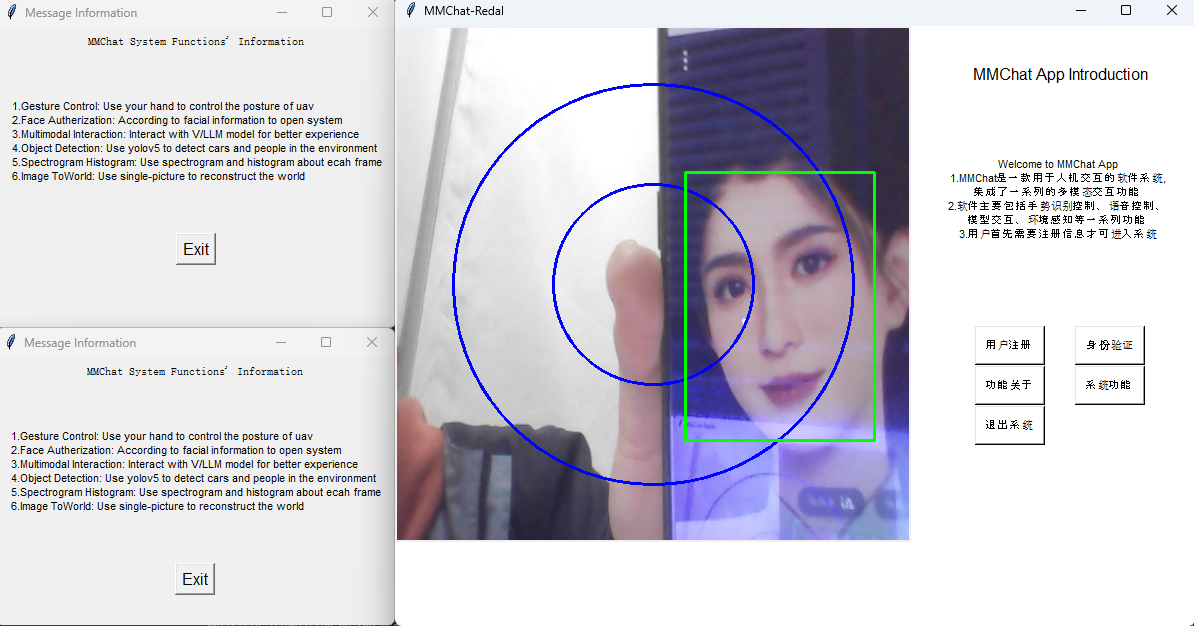 Message Information
MMChat System Functions' Information
1.Gesture Control: Use your hand to control the posture of uav
2.Face Autherization: According to facial information to open system
3.Multimodal Interaction: Interact with V/LLM model for better experience
4.Object Detection: Use yolov5 to detect cars and people in the environment
5.Spectrogram Histogram: Use spectrogram and histogram about ecah frame
6.Image ToWorld: Use single-picture to reconstruct the world
Exit
Message Information
MMChat System Functions' Information
1.Gesture Control: Use your hand to control the posture of uav
2.Face Autherization: According to facial information to open system
3.Multimodal Interaction: Interact with V/LLM model for better experience
4.Object Detection: Use yolov5 to detect cars and people in the environment
5.Spectrogram Histogram: Use spectrogram and histogram about ecah frame
6.Image ToWorld: Use single-picture to reconstruct the world
Exit
MMChat-Redal
MMChat App Introduction
Welcome to MMChat App
1.MMChat是一款用于人机交互的软件系统,
集成了一系列的多模态交互功能
2.软件主要包括手势识别控制、语音控制、
模型交互、环境感知等一系列功能
3.用户首先需要注册信息才可进入系统
用户注册
身份验证
功能关于
系统功能
退出系统